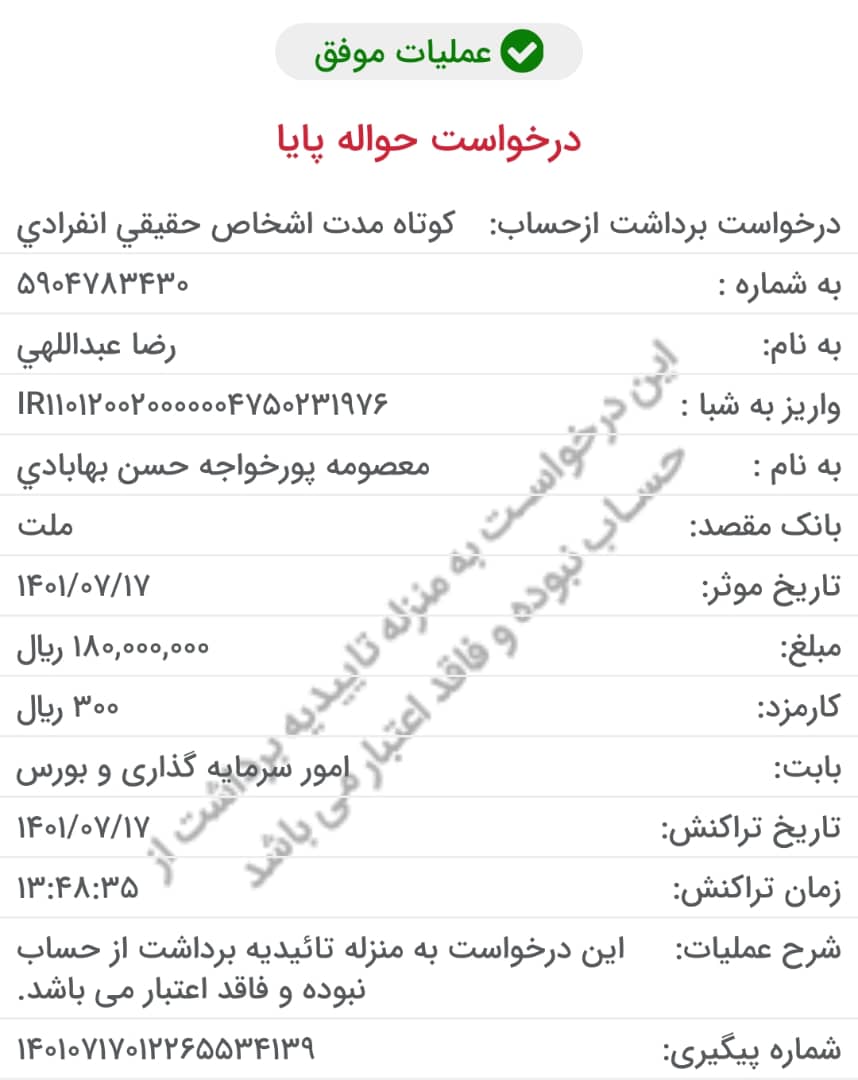 عملیات موفق
درخواست حواله پایا
درخواست برداشت ازحساب: کوتاه مدت اشخاص حقيقي انفرادي
به شماره : ۵۹۰۴۷۸۳۴۳۰
به نام: رضا عبداللهي
واریز به شبا : IR۱۱۰۱۲۰۰۲۰۰۰۰۰۰۰۴۷۵۰۲۳۱۹۷۶
به نام : معصومه پورخواجه حسن بهابادي
بانک مقصد: ملت
تاریخ موثر: ۱۴۰۱/۰۷/۱۷
مبلغ: ۱۸۰,۰۰۰,۰۰۰ ریال
کارمزد: ۳۰۰ ریال
بابت: امور سرمایه گذاری و بورس
تاریخ تراکنش: ۱۴۰۱/۰۷/۱۷
زمان تراکنش: ۱۳:۴۸:۳۵
شرح عملیات: این درخواست به منزله تائیدیه برداشت از حساب
نبوده و فاقد اعتبار می باشد.
شماره پیگیری: ۱۴۰۱۰۷۱۷۰۱۲۲۶۵۵۳۴۱۳۹
این درخواست به منزله تاییدیه برداشت از
حساب نبوده و فاقد اعتبار می باشد